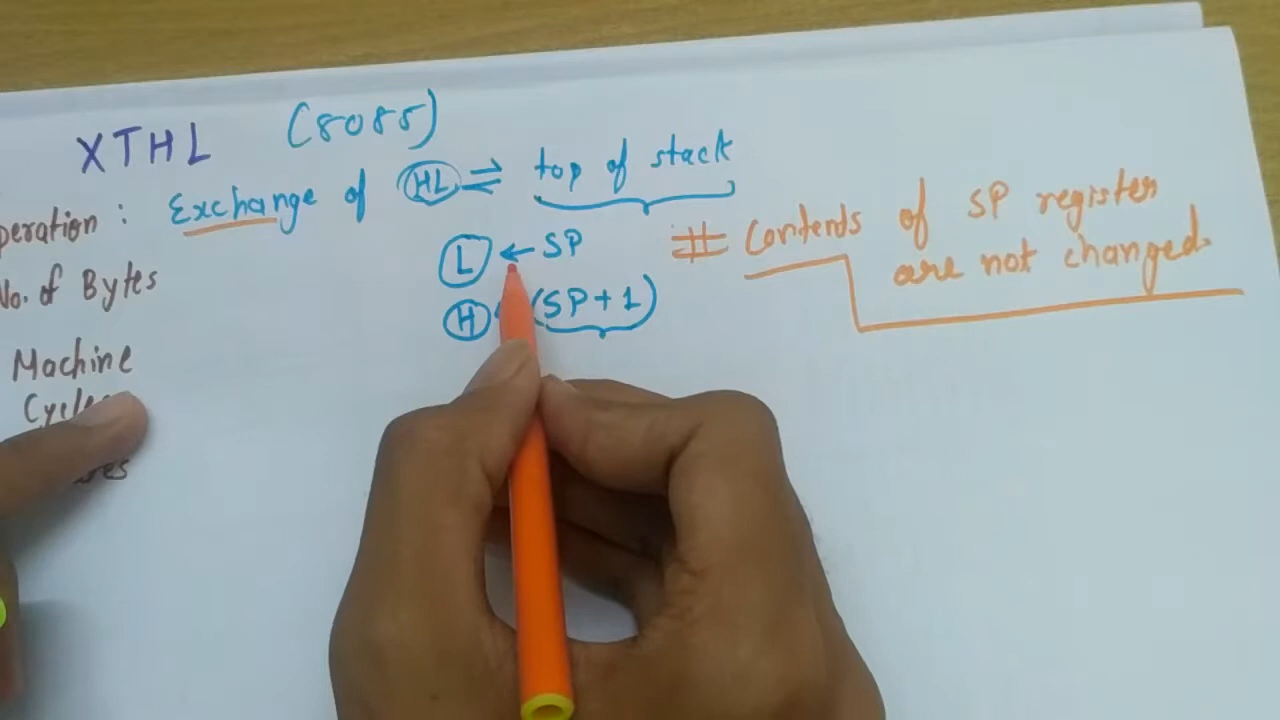 XTHL (8085)
peration : Exchange of HL ⇌ top of stack
L ← SP
H (SP+1)
# Contents of SP register
are not changed.
No. of Bytes
Machine
Cycles